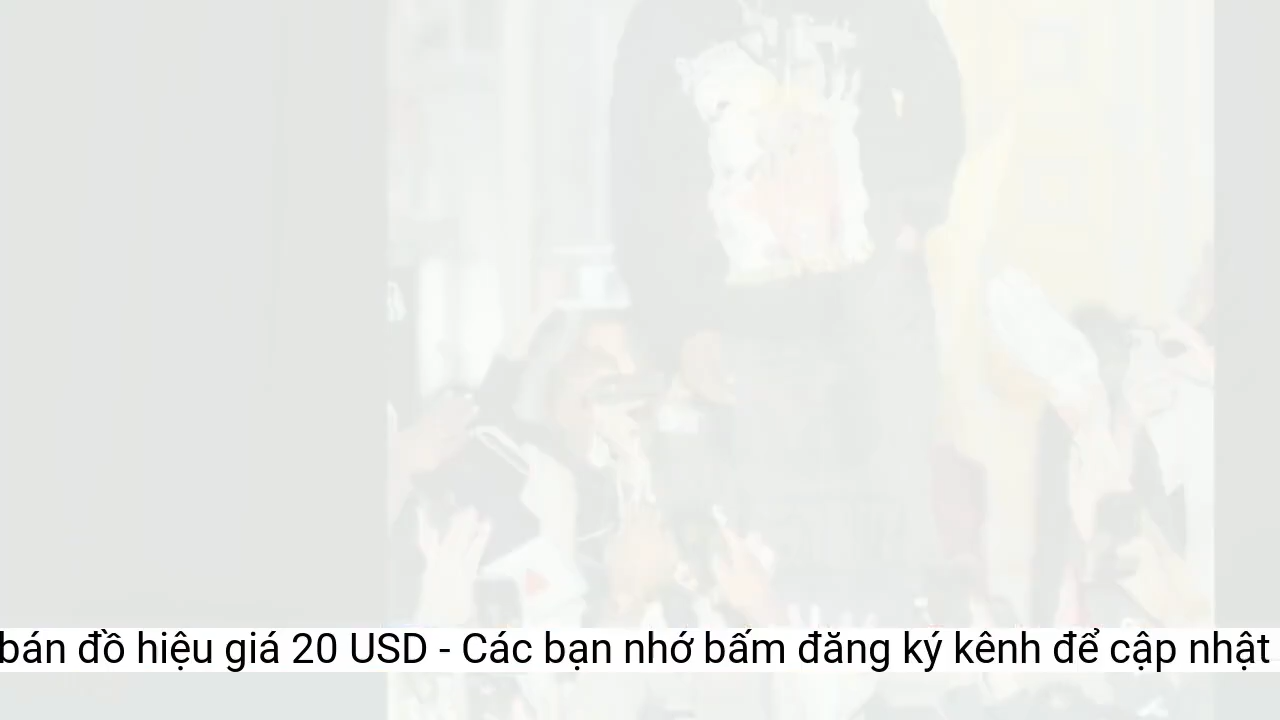 bán đồ hiệu giá 20 USD - Các bạn nhớ bấm đăng ký kênh để cập nhật